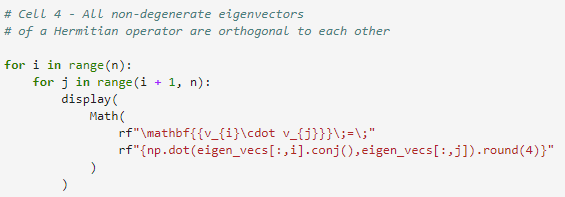 # Cell 4 - All non-degenerate eigenvectors
# of a Hermitian operator are orthogonal to each other
for i in range(n):
    for j in range(i + 1, n):
        display(
            Math(
                rf"\mathbf{{v_{i}\cdot v_{j}}}\;=\;"
                rf"{np.dot(eigen_vecs[:,i].conj(),eigen_vecs[:,j]).round(4)}"
            )
        )